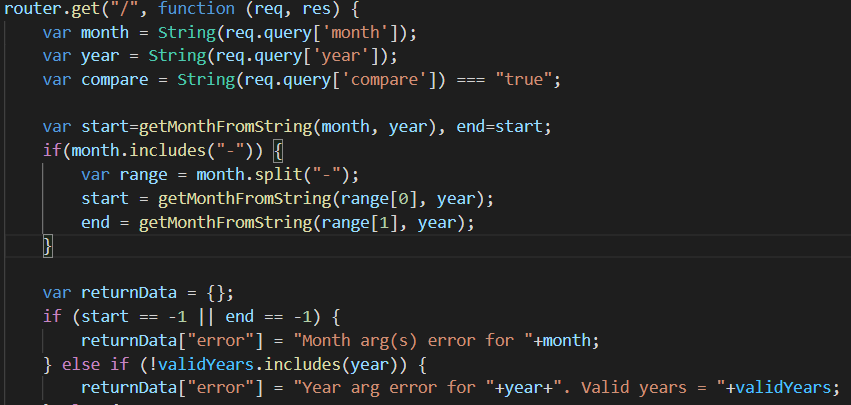 router.get("/", function (req, res) {
    var month = String(req.query['month']);
    var year = String(req.query['year']);
    var compare = String(req.query['compare']) === "true";

    var start=getMonthFromString(month, year), end=start;
    if(month.includes("-")) {
        var range = month.split("-");
        start = getMonthFromString(range[0], year);
        end = getMonthFromString(range[1], year);
    }

    var returnData = {};
    if (start == -1 || end == -1) {
        returnData["error"] = "Month arg(s) error for "+month;
    } else if (!validYears.includes(year)) {
        returnData["error"] = "Year arg error for "+year+". Valid years = "+validYears;